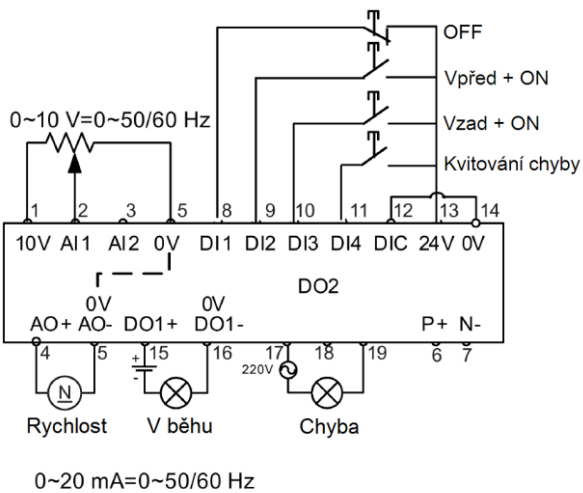 OFF
Vpřed + ON
0~10 V=0~50/60 Hz
Vzad + ON
Kvitování chyby
1 2 3 5 8 9 10 11 12 13 14
10V AI1 AI2 0V DI1 DI2 DI3 DI4 DIC 24V 0V
DO2
0V 0V
AO+ AO- DO1+ DO1- P+ N-
4 5 15 16 17 18 19 6 7
+
-
220V
N
Rychlost V běhu Chyba
0~20 mA=0~50/60 Hz